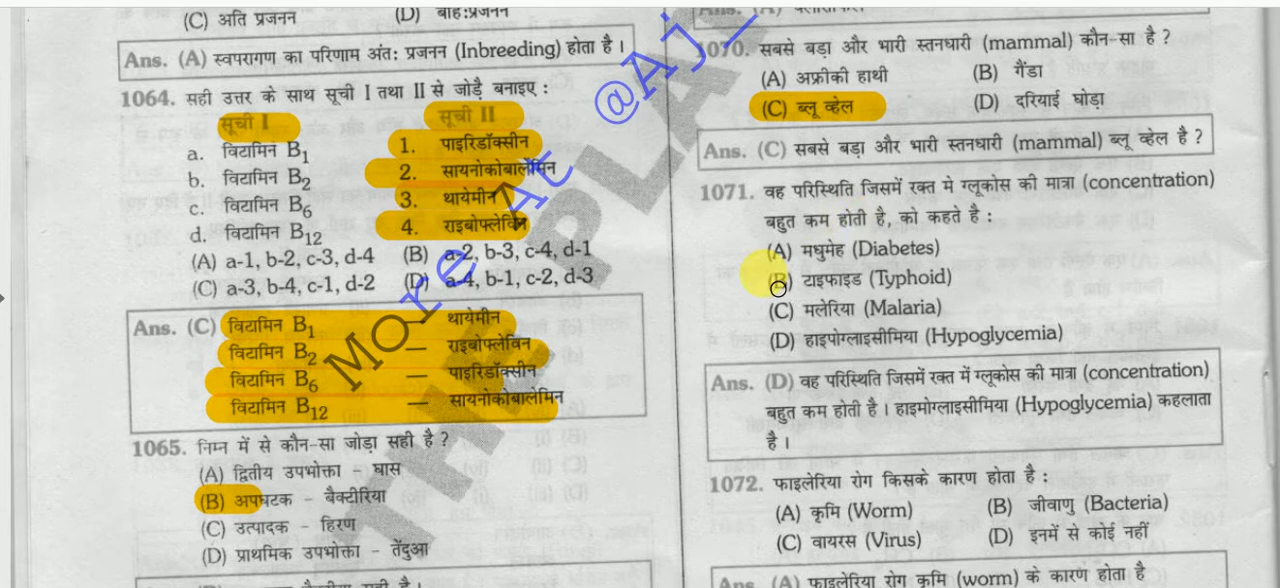 (C) अति प्रजनन (D) बाह:प्रजनन
Ans. (A) स्वपरागण का परिणाम अंत: प्रजनन (Inbreeding) होता है ।
1064. सही उत्तर के साथ सूची I तथा II से जोड़ै बनाइए :
सूची I सूची II
a. विटामिन B1 1. पाइरिडॉक्सीन
b. विटामिन B2 2. सायनोकोबालेमिन
c. विटामिन B6 3. थायेमीन
d. विटामिन B12 4. राइबोफ्लेविन
(A) a-1, b-2, c-3, d-4 (B) a-2, b-3, c-4, d-1
(C) a-3, b-4, c-1, d-2 (D) a-4, b-1, c-2, d-3
Ans. (C) विटामिन B1 — थायेमीन
विटामिन B2 — राइबोफ्लेविन
विटामिन B6 — पाइरिडॉक्सीन
विटामिन B12 — सायनोकोबालेमिन
1065. निम्न में से कौन-सा जोड़ा सही है ?
(A) द्वितीय उपभोक्ता - घास
(B) अपघटक - बैक्टीरिया
(C) उत्पादक - हिरण
(D) प्राथमिक उपभोक्ता - तेंदुआ
1070. सबसे बड़ा और भारी स्तनधारी (mammal) कौन-सा है ?
(A) अफ्रीकी हाथी (B) गैंडा
(C) ब्लू व्हेल (D) दरियाई घोड़ा
Ans. (C) सबसे बड़ा और भारी स्तनधारी (mammal) ब्लू व्हेल है ?
1071. वह परिस्थिति जिसमें रक्त मे ग्लूकोस की मात्रा (concentration)
बहुत कम होती है, को कहते है :
(A) मधुमेह (Diabetes)
(B) टाइफाइड (Typhoid)
(C) मलेरिया (Malaria)
(D) हाइपोग्लाइसीमिया (Hypoglycemia)
Ans. (D) वह परिस्थिति जिसमें रक्त में ग्लूकोस की मात्रा (concentration)
बहुत कम होती है । हाइमोग्लाइसीमिया (Hypoglycemia) कहलाता
है ।
1072. फाइलेरिया रोग किसके कारण होता है :
(A) कृमि (Worm) (B) जीवाणु (Bacteria)
(C) वायरस (Virus) (D) इनमें से कोई नहीं
Ans. (A) फाइलेरिया रोग कृमि (worm) के कारण होता है
More At @Aj_
THE PLA